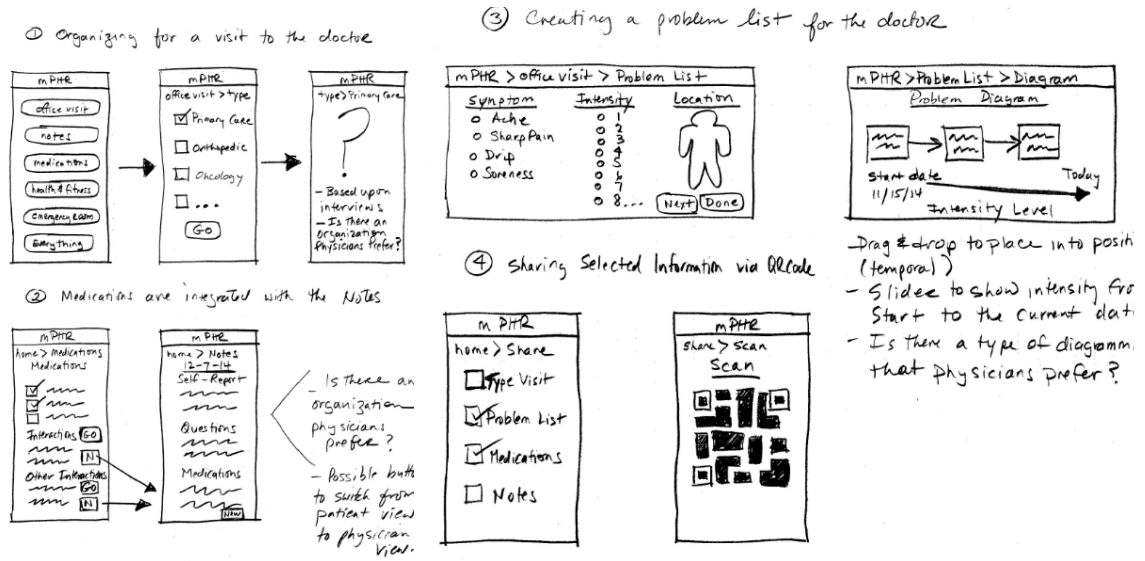 ① Organizing for a visit to the doctor
mPHR
office visit
notes
medications
health & fitness
emergency room
Everything
mPHR
office visit > type
Primary Care
Orthopedic
Oncology
...
GO
mPHR
type > Primary Care
?
- Based upon
interviews
- Is there an
organization
Physicians Prefer?
② Medications are integrated with the Notes
mPHR
home > Medications
Medications
Interactions GO
N
Other Interactions
GO
N
mPHR
home > Notes
12-7-14
Self-Report
Questions
Medications
New
- Is there an
organization
physicians
prefer?
- Possible butto
to switch from
patient view
to physician
view.
③ Creating a problem list for the doctor
mPHR > office visit > Problem List
Symptom
Ache
Sharp Pain
Drip
Soreness
Intensity
1
2
3
4
5
6
7
8...
Location
Next Done
mPHR > Problem List > Diagram
Problem Diagram
Start date
11/15/14
Today
Intensity Level
- Drag & drop to place into positi
(temporal)
- Slider to show intensity fro
Start to the current dat
- Is there a type of diagrammi
that physicians prefer?
④ Sharing Selected Information via QRCode
mPHR
home > Share
Type Visit
Problem List
Medications
Notes
mPHR
Share > Scan
Scan